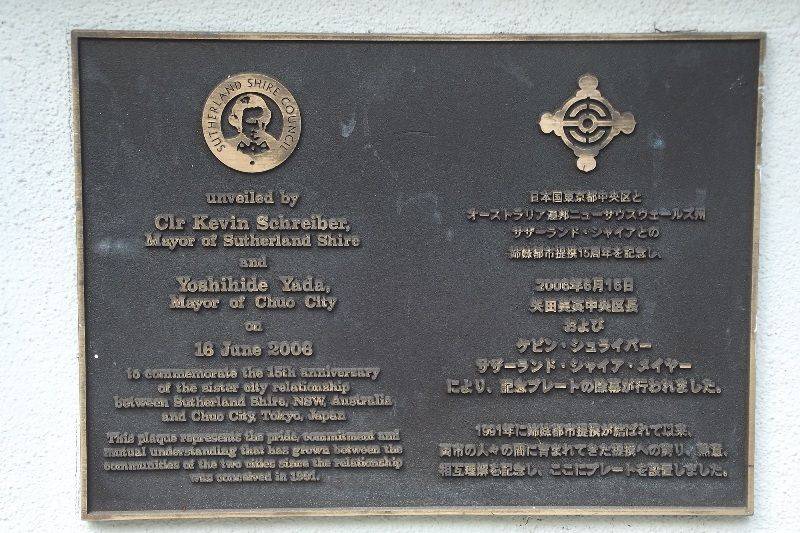 SUTHERLAND SHIRE COUNCIL
unveiled by
Clr Kevin Schreiber,
Mayor of Sutherland Shire
and
Yoshihide Yada,
Mayor of Chuo City
on
16 June 2006
to commemorate the 15th anniversary
of the sister city relationship
between Sutherland Shire, NSW, Australia
and Chuo City, Tokyo, Japan
This plaque represents the pride, commitment and
mutual understanding that has grown between the
communities of the two cities since the relationship
was conceived in 1991.
日本国東京都中央区と
オーストラリア連邦ニューサウスウェールズ州
サザーランド・シャイアとの
姉妹都市提携15周年を記念し、
2006年6月16日
矢田美英中央区長
および
ケビン・シュライバー
サザーランド・シャイア・メイヤー
により、記念プレートの除幕が行われました。
1991年に姉妹都市提携が結ばれて以来、
両市の人々の間に育まれてきた提携への誇り、熱意、
相互理解を記念し、ここにプレートを設置しました。